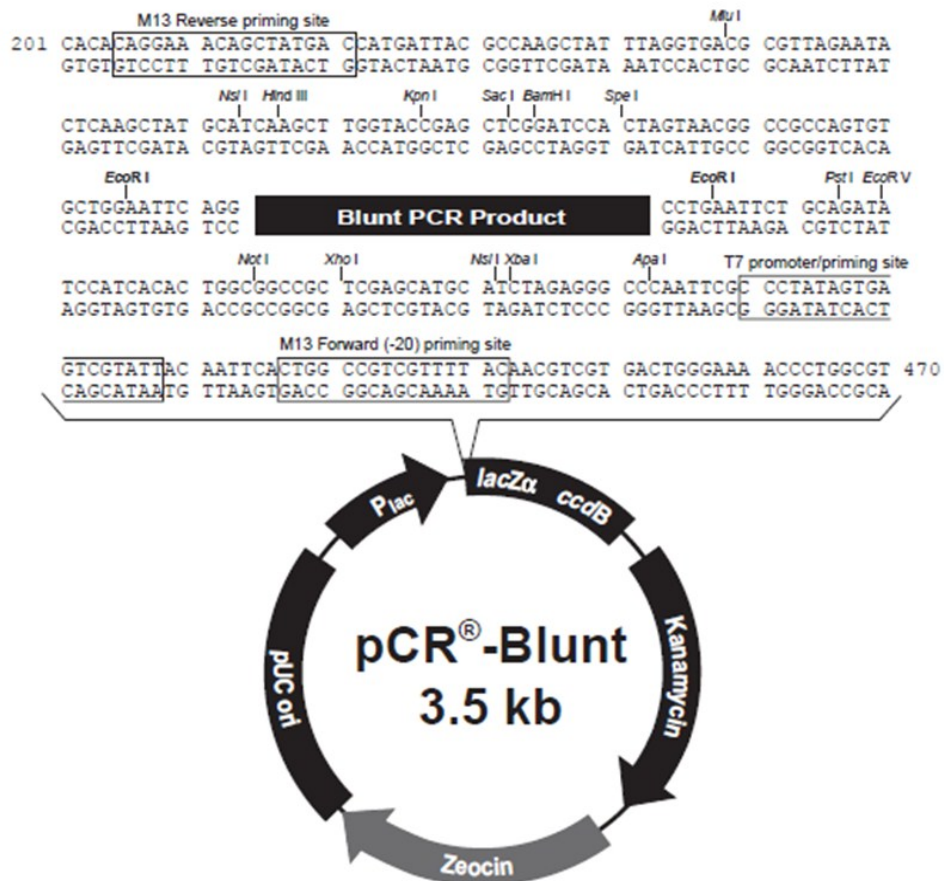 M13 Reverse priming site
Mlu I
201 CACACAGGAA ACAGCTATGAC CATGATTAC GCCAAGCTAT TTAGGTGACG CGTTAGAATA
GTGTGTCCTT TGTCGATACTG GTACTAATG CGGTTCGATA AATCCACTGC GCAATCTTAT
Nsi I Hind III Kpn I Sac I BamH I Spe I
CTCAAGCTAT GCATCAAGCT TGGTACCGAG CTCGGATCCA CTAGTAACGG CCGCCAGTGT
GAGTTCGATA CGTAGTTCGA ACCATGGCTC GAGCCTAGGT GATCATTGCC GGCGGTCACA
EcoR I EcoR I Pst I EcoR V
GCTGGAATTC AGG Blunt PCR Product CCTGAATTCT GCAGATA
CGACCTTAAG TCC GGACTTAAGA CGTCTAT
Not I Xho I Nsi I Xba I Apa I T7 promoter/priming site
TCCATCACAC TGGCGGCCGC TCGAGCATGC ATCTAGAGGG CCCAATTCGC CCTATAGTGA
AGGTAGTGTG ACCGCCGGCG AGCTCGTACG TAGATCTCCC GGGTTAAGCG GGATATCACT
M13 Forward (-20) priming site
GTCGTATTAC AATTCACTGG CCGTCGTTTT ACAACGTCGT GACTGGGAAA ACCCTGGCGT 470
CAGCATAATG TTAAGTGACC GGCAGCAAAA TGTTGCAGCA CTGACCCTTT TGGGACCGCA
Plac
lacZα ccdB
Kanamycin
Zeocin
pUC ori
pCR®-Blunt
3.5 kb